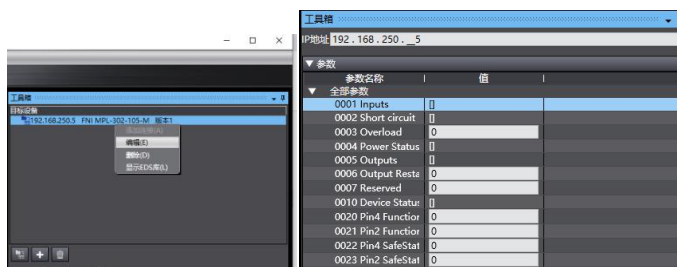 工具箱
目标设备
192.168.250.5 FNI MPL-302-105-M 版本1
编辑(E)
删除(D)
显示EDS库(L)
工具箱
IP地址 192 . 168 . 250 . __5
▼ 参数
参数名称 值
▼ 全部参数
0001 Inputs []
0002 Short circuit []
0003 Overload 0
0004 Power Status []
0005 Outputs []
0006 Output Resta 0
0007 Reserved 0
0010 Device Status []
0020 Pin4 Function 0
0021 Pin2 Function 0
0022 Pin4 SafeStat 0
0023 Pin2 SafeStat 0